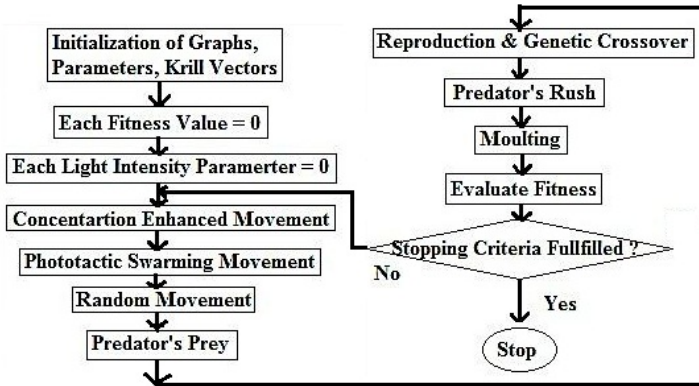 Initialization of Graphs,
Parameters, Krill Vectors
Each Fitness Value = 0
Each Light Intensity Paramerter = 0
Concentartion Enhanced Movement
Phototactic Swarming Movement
Random Movement
Predator's Prey
Reproduction & Genetic Crossover
Predator's Rush
Moulting
Evaluate Fitness
Stopping Criteria Fullfilled ?
No
Yes
Stop